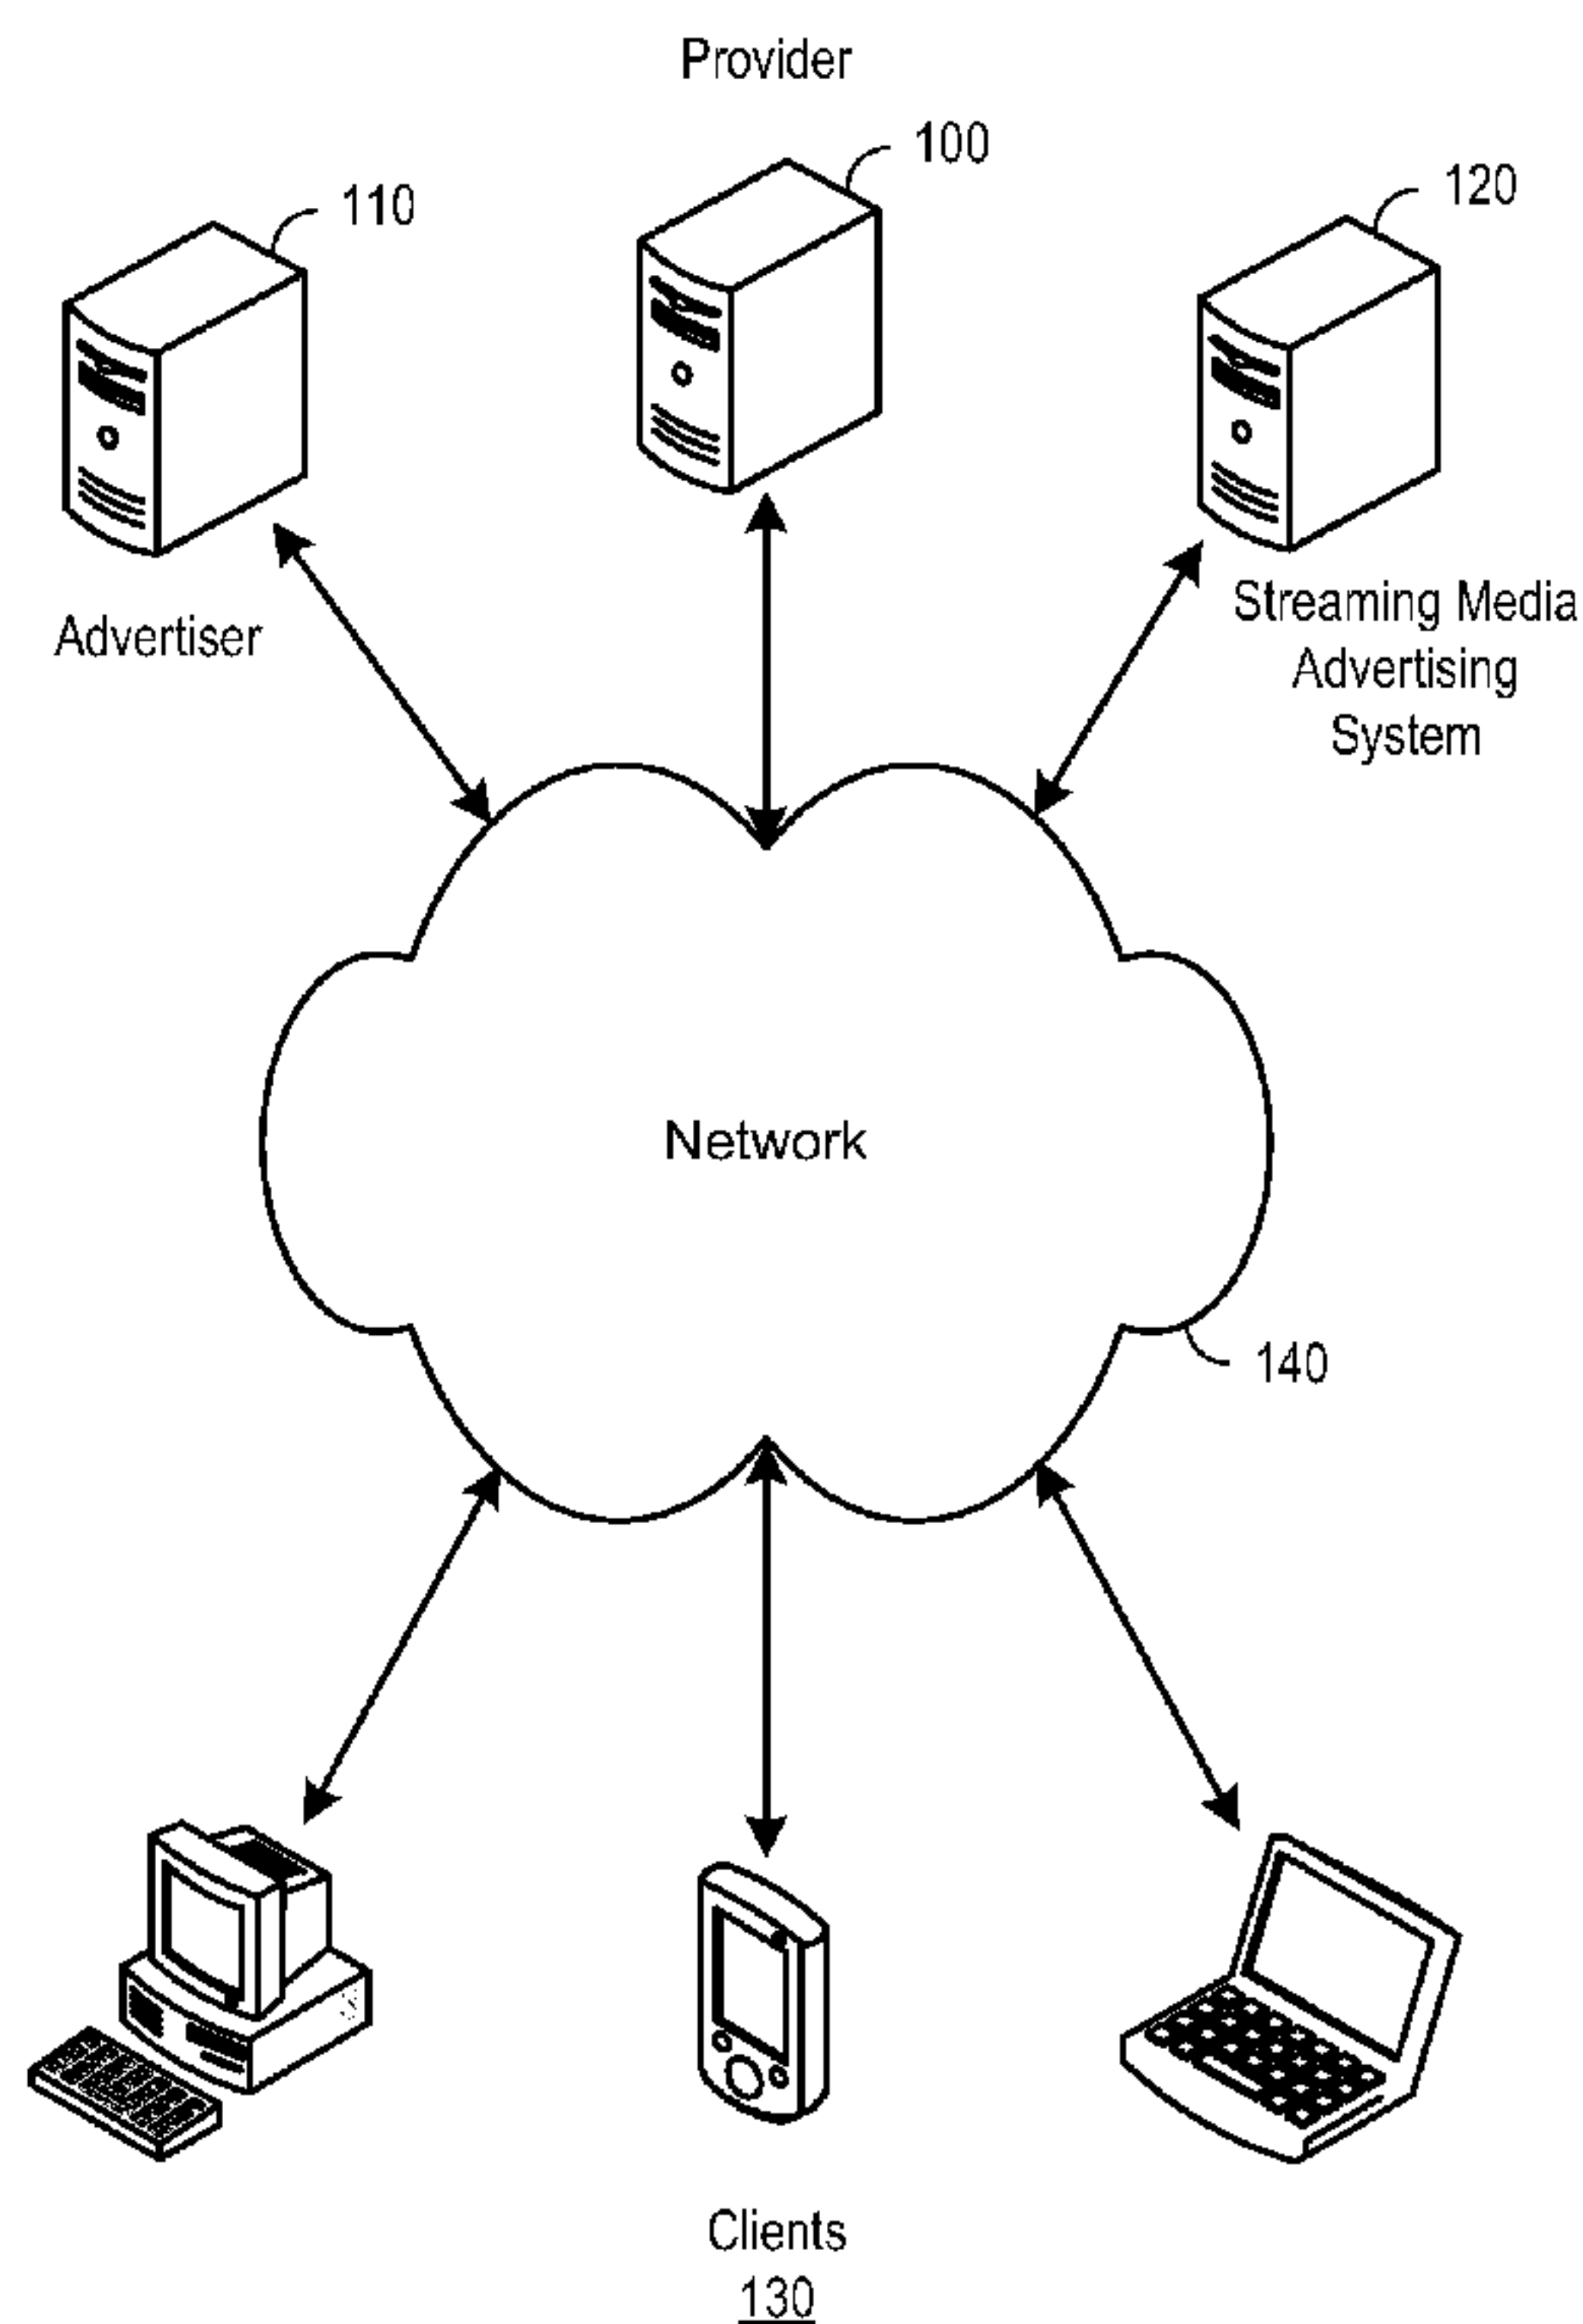 Provider
100
110
120
Advertiser
Streaming Media
Advertising
System
Network
140
Clients
130